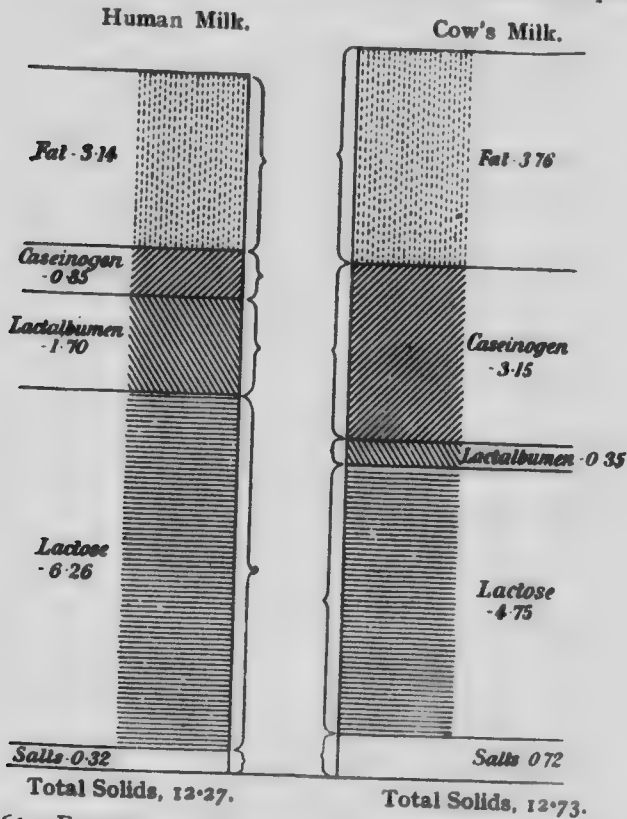 Human Milk.
Cow's Milk.
Fat - 3·14
Caseinogen
- 0·85
Lactalbumen
- 1·70
Lactose
- 6·26
Salts - 0·32
Total Solids, 12·27.
Fat - 3·76
Caseinogen
- 3·15
Lactalbumen - 0·35
Lactose
- 4·75
Salts 0·72
Total Solids, 12·73.